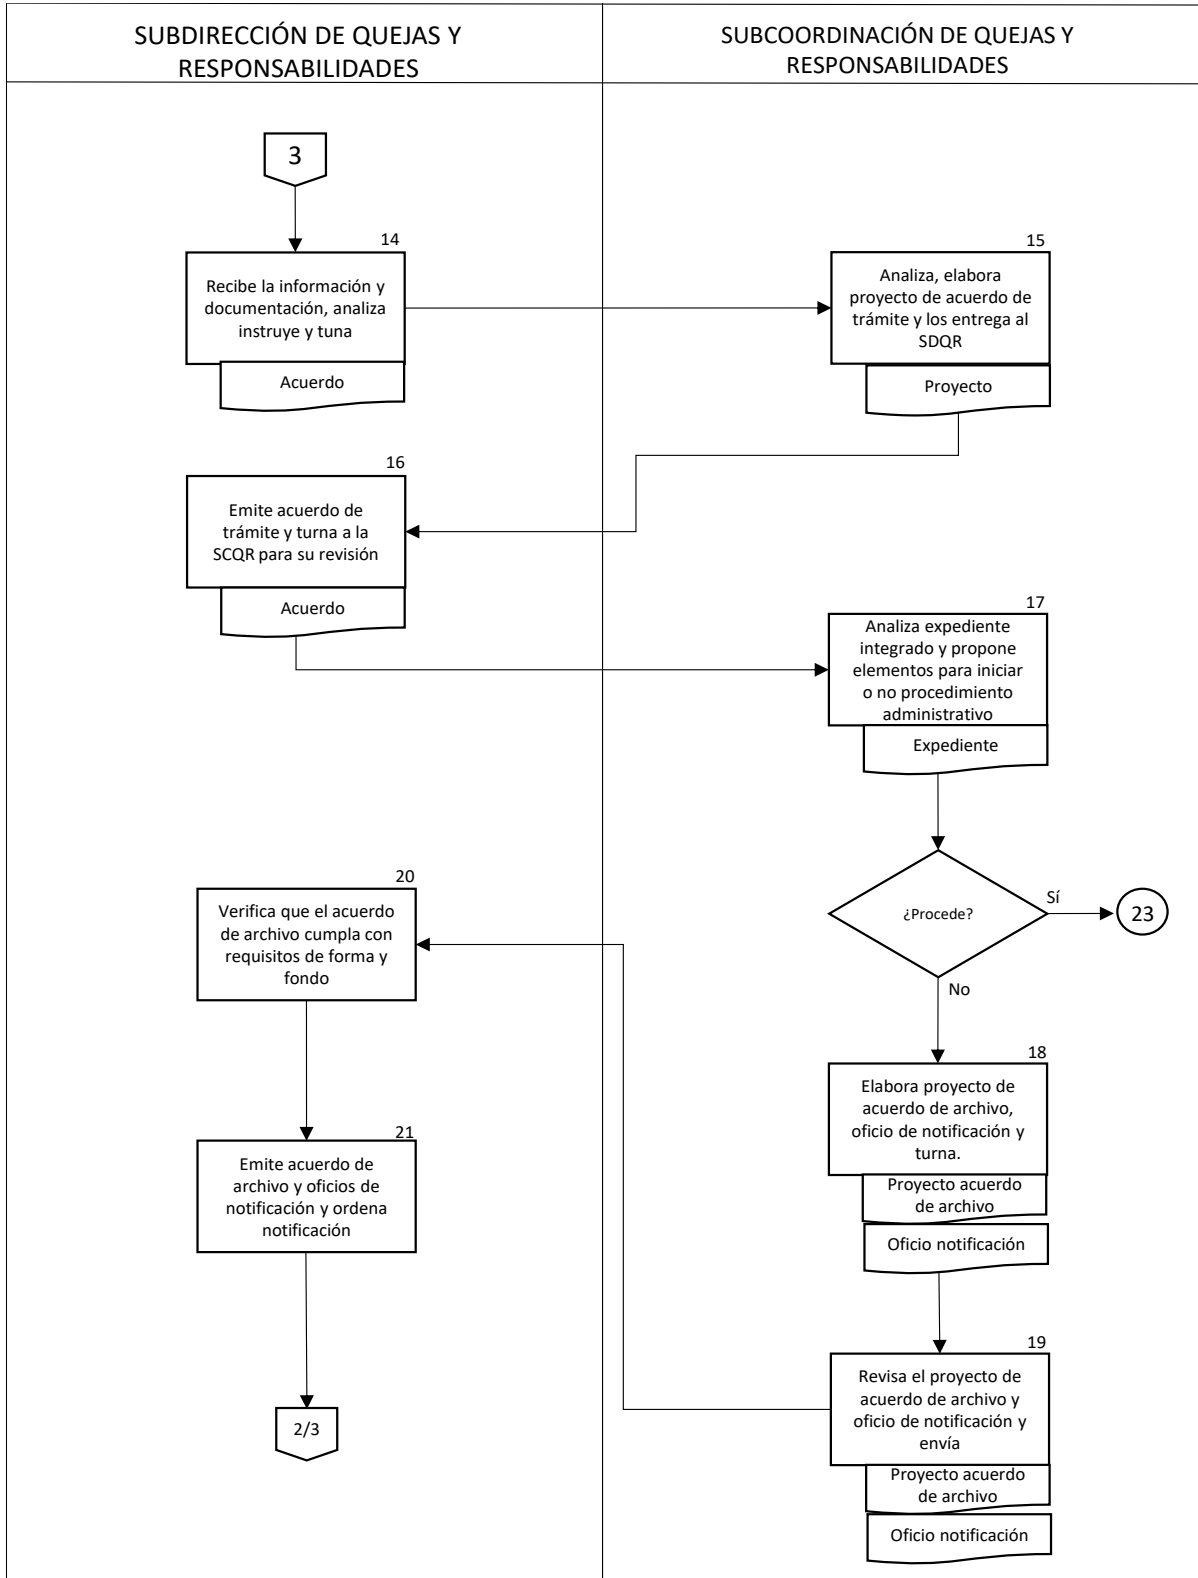 SUBDIRECCIÓN DE QUEJAS Y
RESPONSABILIDADES
SUBCOORDINACIÓN DE QUEJAS Y
RESPONSABILIDADES
3
14
Recibe la información y
documentación, analiza
instruye y tuna
Acuerdo
15
Analiza, elabora
proyecto de acuerdo de
trámite y los entrega al
SDQR
Proyecto
16
Emite acuerdo de
trámite y turna a la
SCQR para su revisión
Acuerdo
17
Analiza expediente
integrado y propone
elementos para iniciar
o no procedimiento
administrativo
Expediente
¿Procede?
Sí
23
No
18
Elabora proyecto de
acuerdo de archivo,
oficio de notificación y
turna.
Proyecto acuerdo
de archivo
Oficio notificación
19
Revisa el proyecto de
acuerdo de archivo y
oficio de notificación y
envía
Proyecto acuerdo
de archivo
Oficio notificación
20
Verifica que el acuerdo
de archivo cumpla con
requisitos de forma y
fondo
21
Emite acuerdo de
archivo y oficios de
notificación y ordena
notificación
2/3